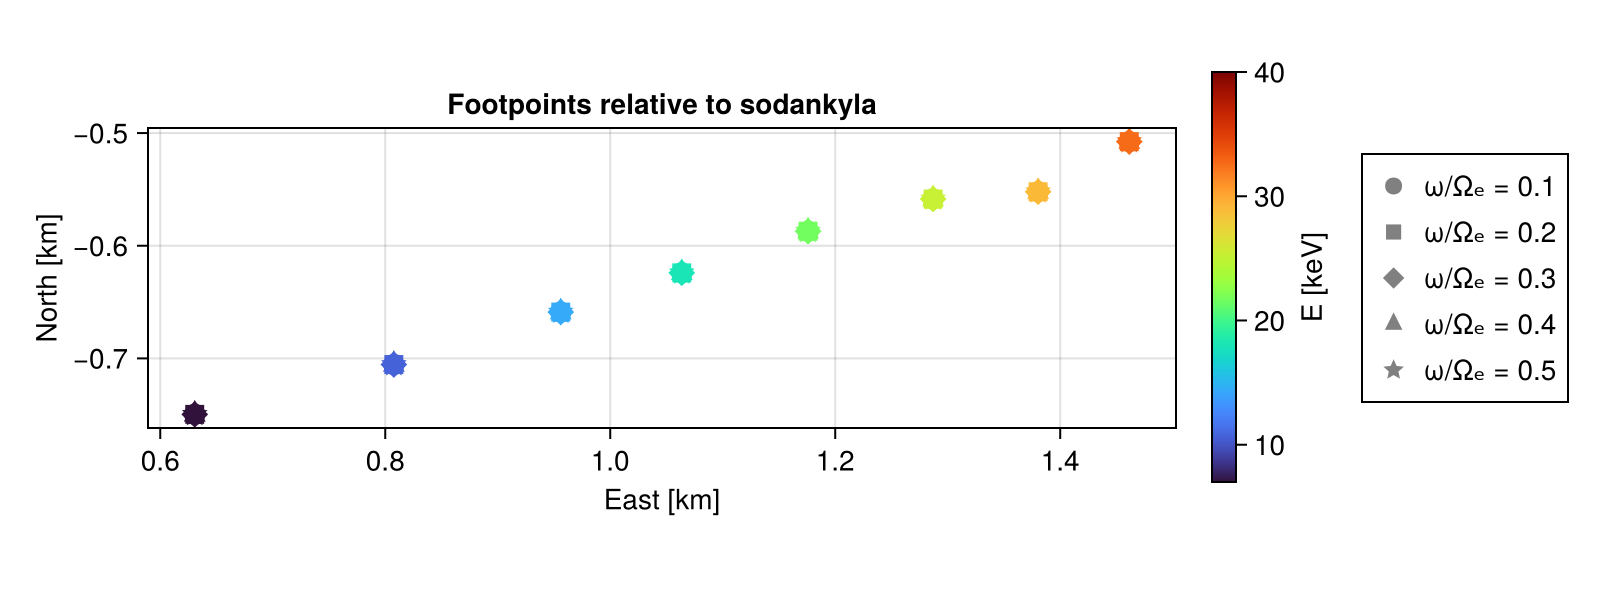 Footpoints relative to sodankyla
−0.5
−0.6
−0.7
North [km]
0.6
0.8
1.0
1.2
1.4
East [km]
40
30
20
10
E [keV]
ω/Ωₑ = 0.1
ω/Ωₑ = 0.2
ω/Ωₑ = 0.3
ω/Ωₑ = 0.4
ω/Ωₑ = 0.5